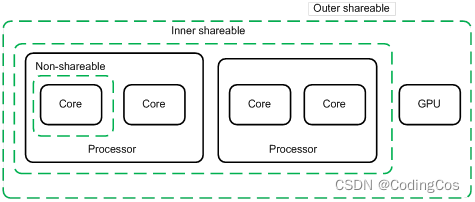 Outer shareable
Inner shareable
Non-shareable
Core
Core
Core
Core
GPU
Processor
Processor
CSDN @CodingCos